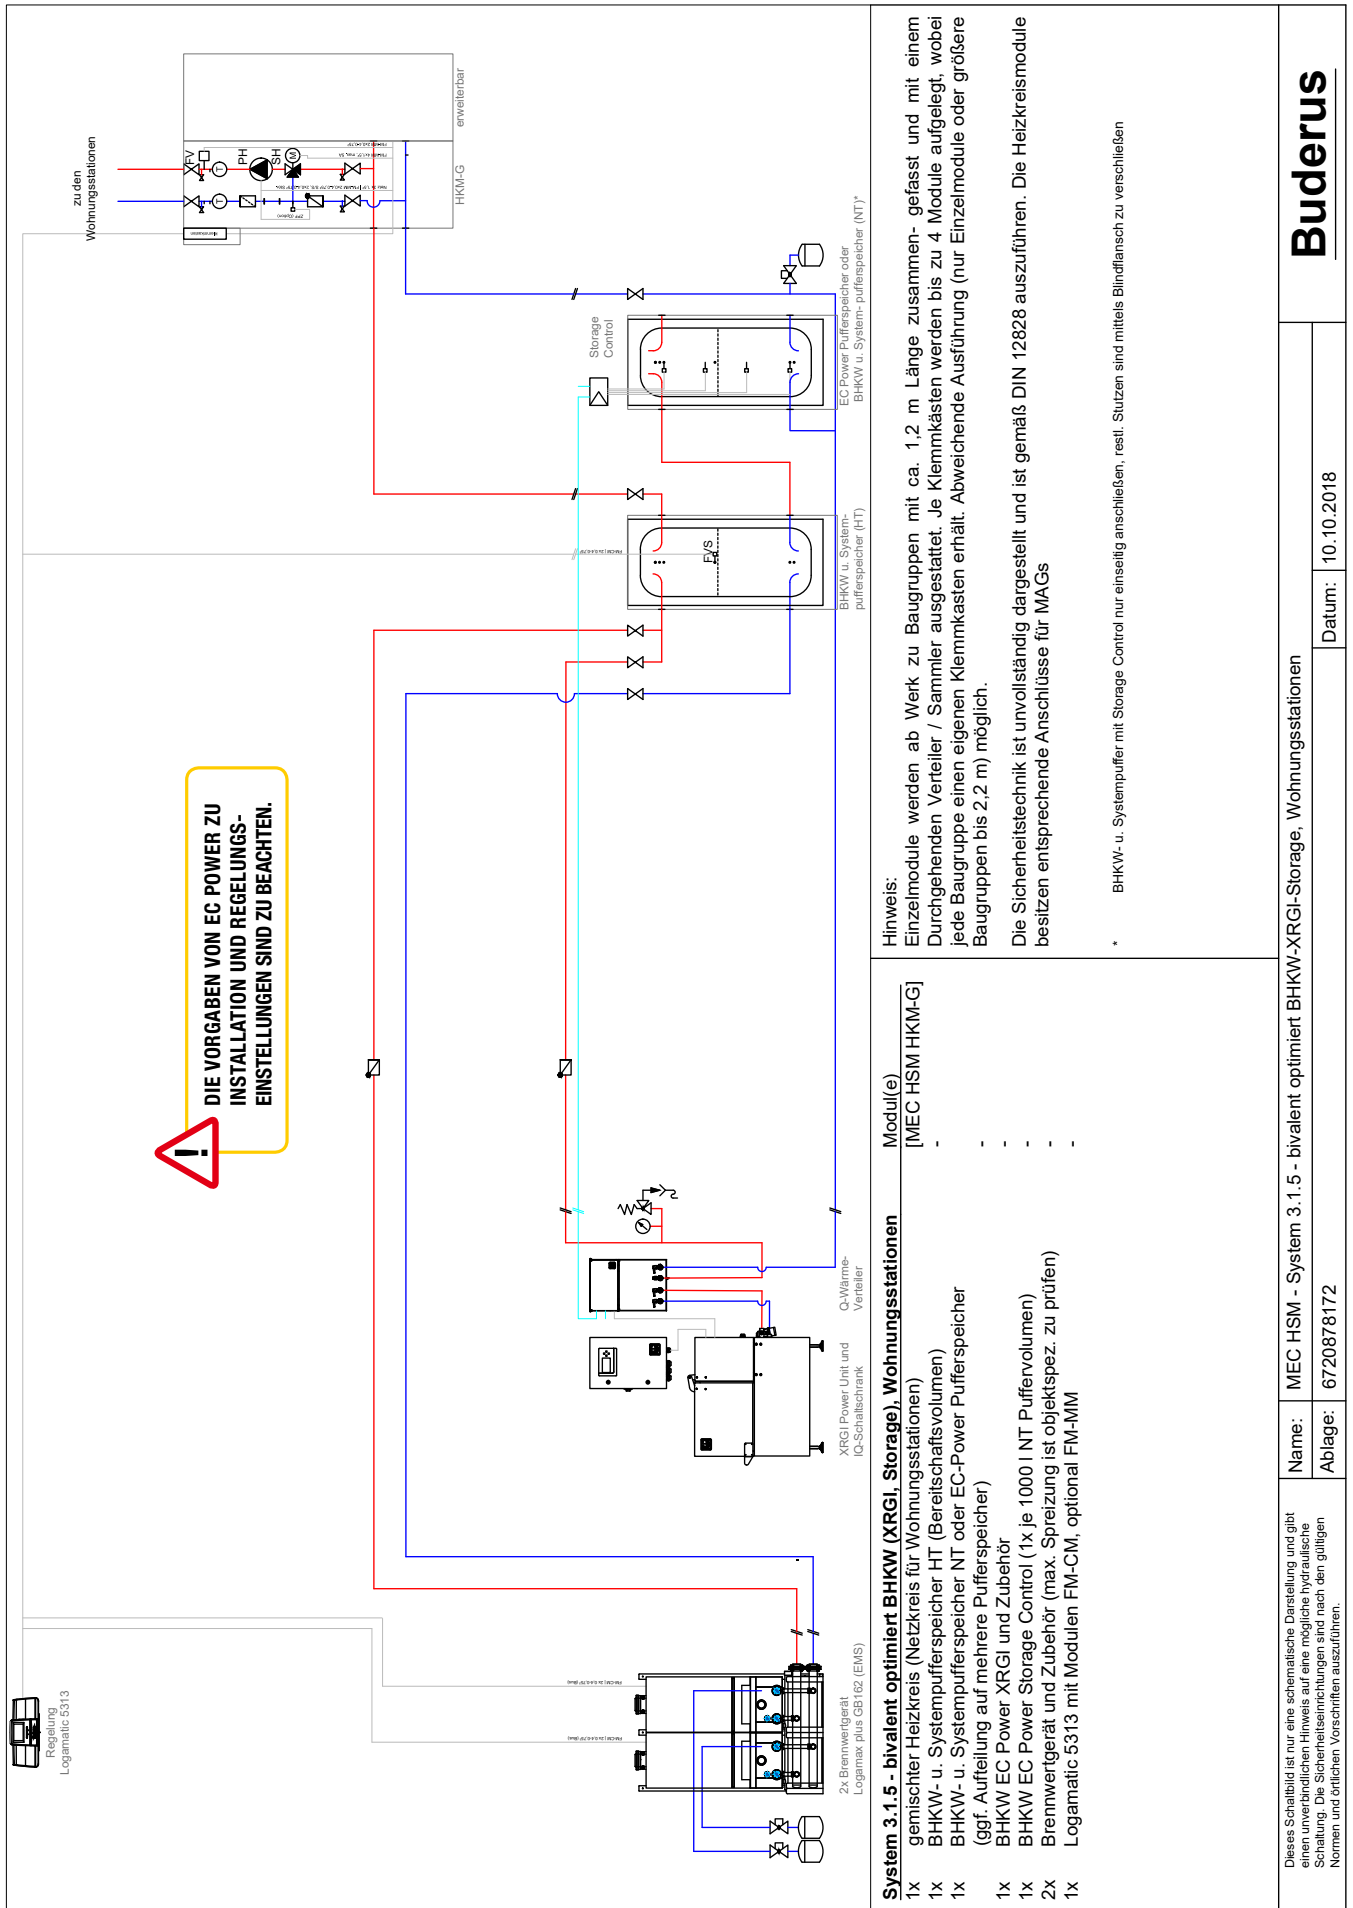 Regelung
Logamatic 5313
DIE VORGABEN VON EC POWER ZU
INSTALLATION UND REGELUNGS-
EINSTELLUNGEN SIND ZU BEACHTEN.
zu den
Wohnungsstationen
FV
T
T
PH
SH
M
HKM-G
erweiterbar
2x Brennwertgerät
Logamax plus GB162 (EMS)
XRGI Power Unit und
IQ-Schaltschrank
Q-Wärme-
Verteiler
FVS
BHKW u. System-
pufferspeicher (HT)
Storage
Control
EC Power Pufferspeicher oder
BHKW u. System- pufferspeicher (NT)*
System 3.1.5 - bivalent optimiert BHKW (XRGI, Storage), Wohnungsstationen Modul(e)
1x gemischter Heizkreis (Netzkreis für Wohnungsstationen) [MEC HSM HKM-G]
1x BHKW- u. Systempufferspeicher HT (Bereitschaftsvolumen) -
1x BHKW- u. Systempufferspeicher NT oder EC-Power Pufferspeicher
(ggf. Aufteilung auf mehrere Pufferspeicher) -
1x BHKW EC Power XRGI und Zubehör -
1x BHKW EC Power Storage Control (1x je 1000 l NT Puffervolumen) -
2x Brennwertgerät und Zubehör (max. Spreizung ist objektspez. zu prüfen) -
1x Logamatic 5313 mit Modulen FM-CM, optional FM-MM -
Hinweis:
Einzelmodule werden ab Werk zu Baugruppen mit ca. 1,2 m Länge zusammen- gefasst und mit einem
Durchgehenden Verteiler / Sammler ausgestattet. Je Klemmkästen werden bis zu 4 Module aufgelegt, wobei
jede Baugruppe einen eigenen Klemmkasten erhält. Abweichende Ausführung (nur Einzelmodule oder größere
Baugruppen bis 2,2 m) möglich.
Die Sicherheitstechnik ist unvollständig dargestellt und ist gemäß DIN 12828 auszuführen. Die Heizkreismodule
besitzen entsprechende Anschlüsse für MAGs
* BHKW- u. Systempuffer mit Storage Control nur einseitig anschließen, restl. Stutzen sind mittels Blindflansch zu verschließen
Dieses Schaltbild ist nur eine schematische Darstellung und gibt
einen unverbindlichen Hinweis auf eine mögliche hydraulische
Schaltung. Die Sicherheitseinrichtungen sind nach den gültigen
Normen und örtlichen Vorschriften auszuführen.
Name: MEC HSM - System 3.1.5 - bivalent optimiert BHKW-XRGI-Storage, Wohnungsstationen
Ablage: 6720878172
Datum: 10.10.2018
Buderus